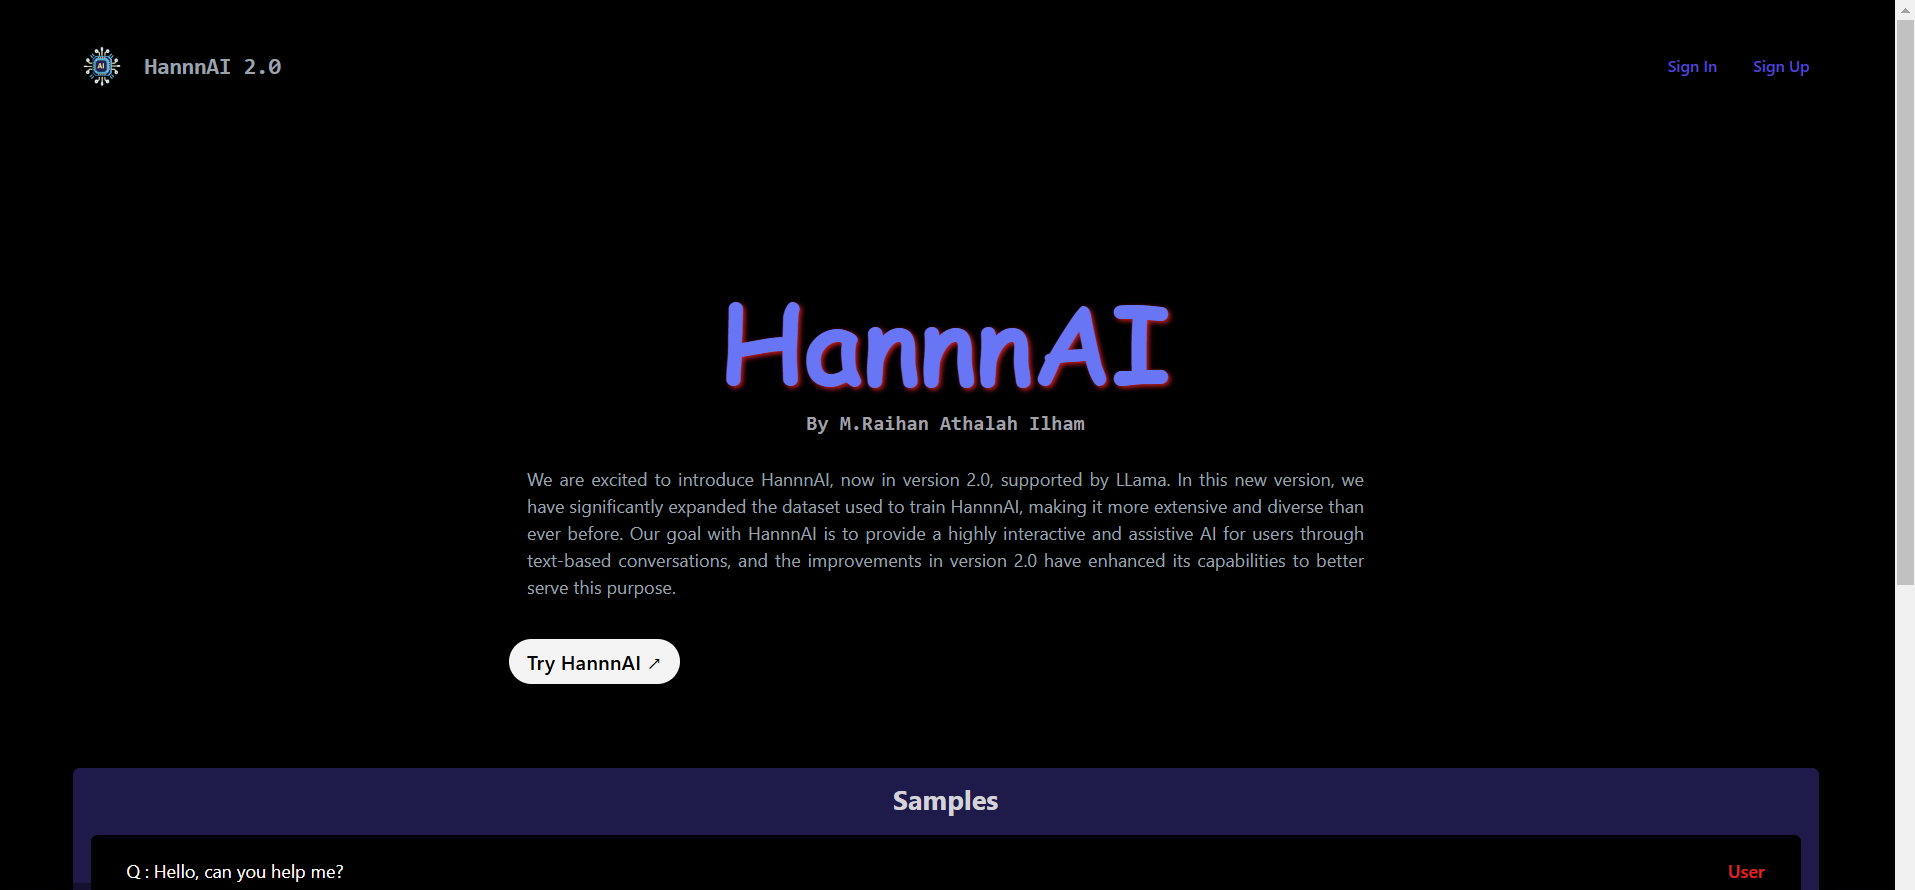 AI
HannnAI 2.0
Sign In
Sign Up
HannnAI
By M.Raihan Athalah Ilham
We are excited to introduce HannnAI, now in version 2.0, supported by LLama. In this new version, we
have significantly expanded the dataset used to train HannnAI, making it more extensive and diverse than
ever before. Our goal with HannnAI is to provide a highly interactive and assistive AI for users through
text-based conversations, and the improvements in version 2.0 have enhanced its capabilities to better
serve this purpose.
Try HannnAI ↗
Samples
Q : Hello, can you help me?
User